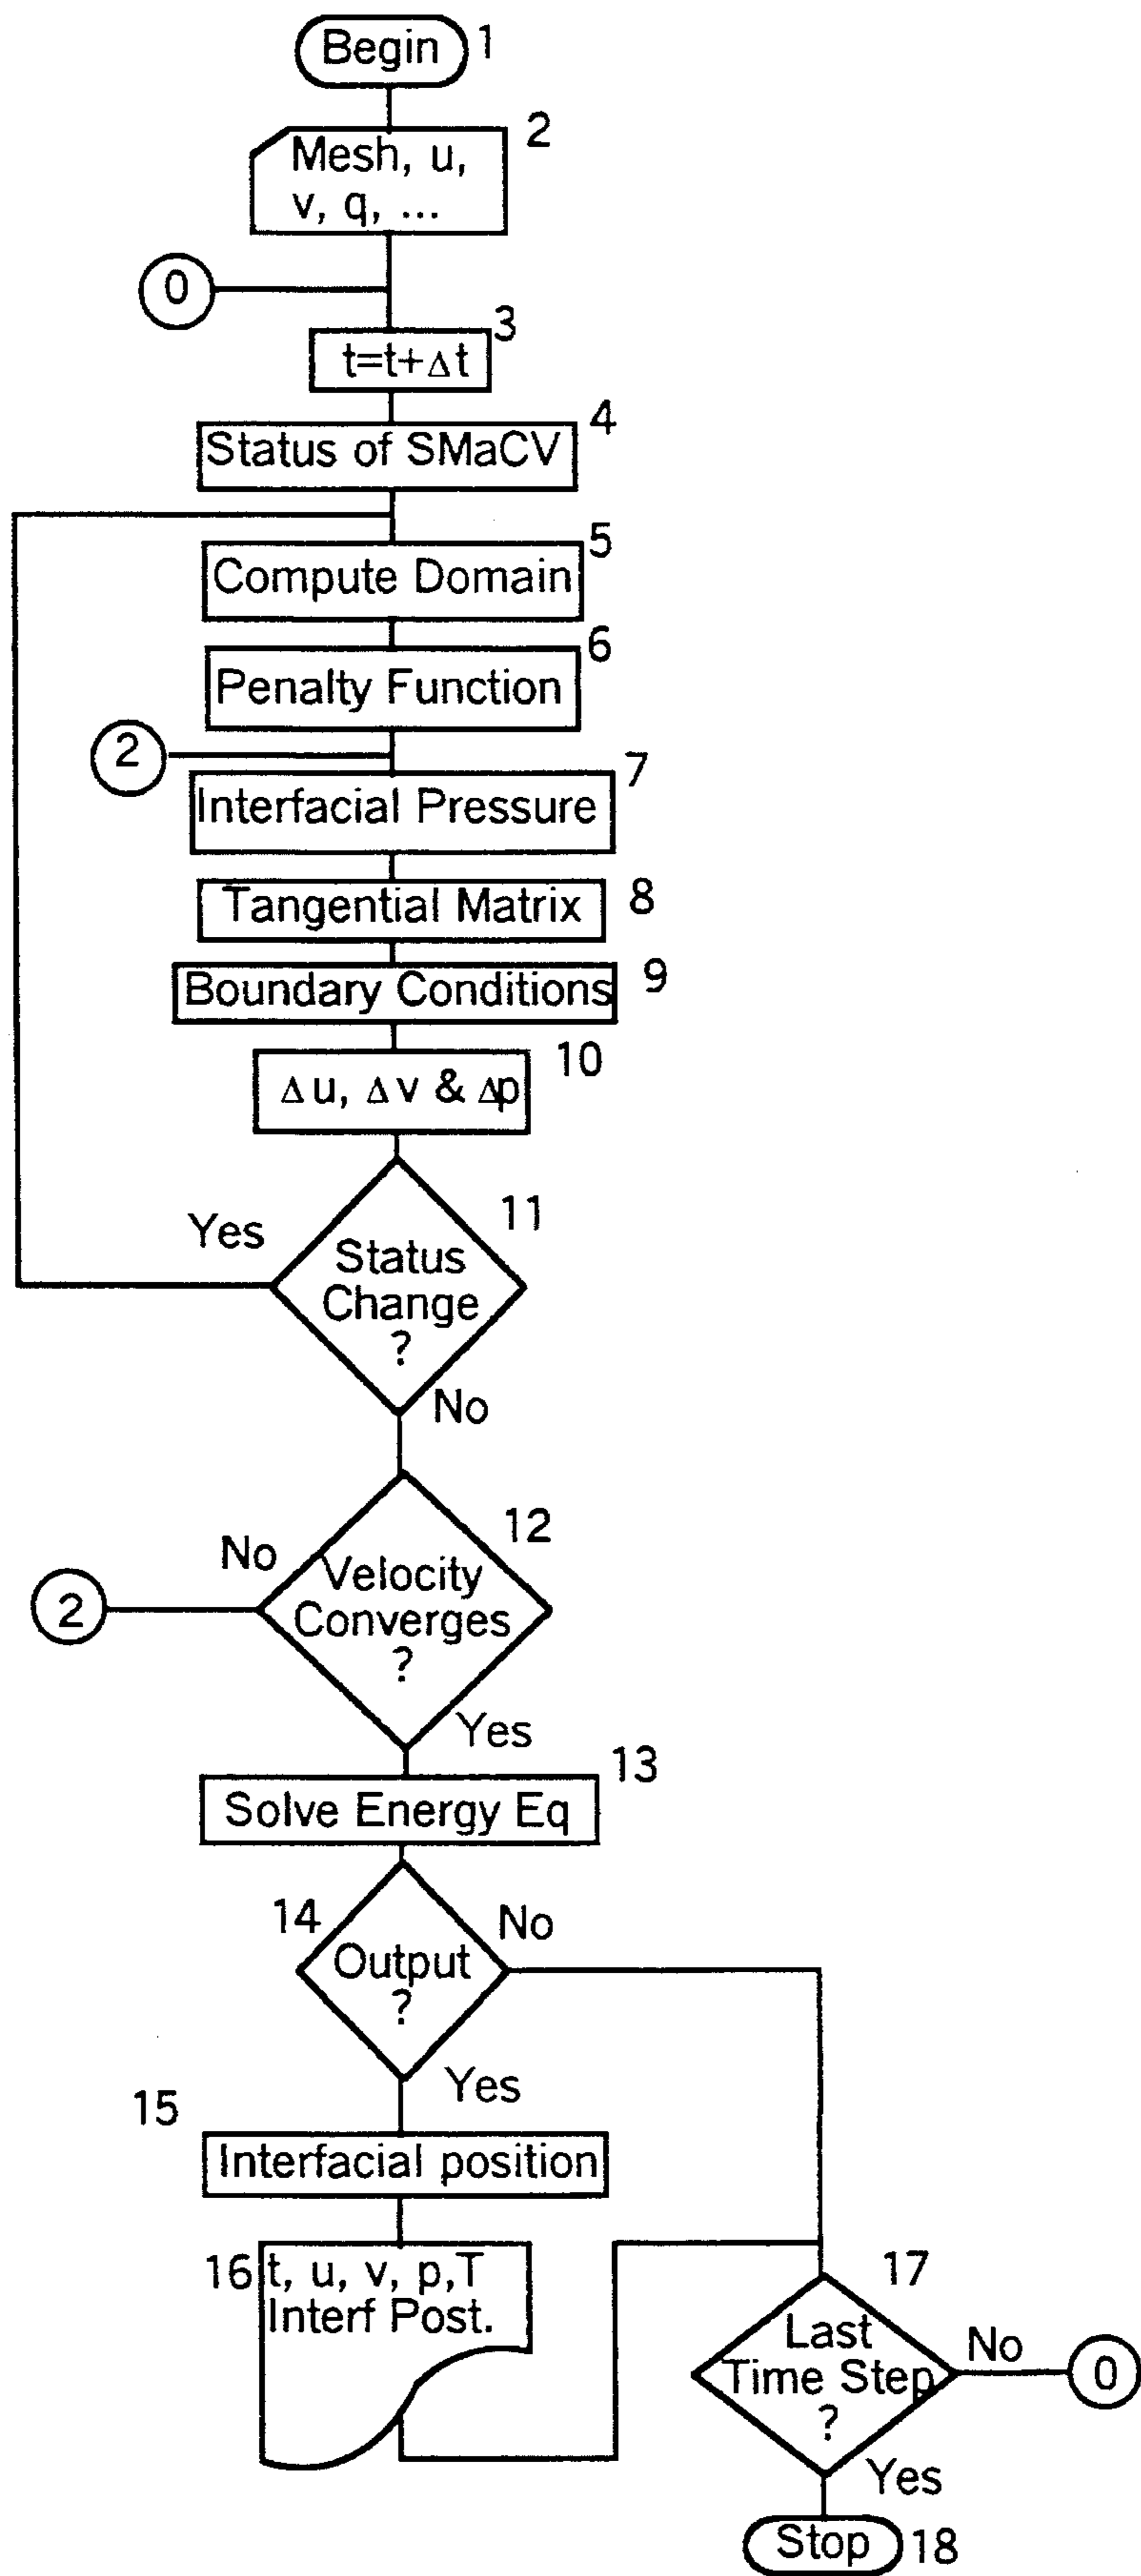 Begin 1
2
Mesh, u,
v, q, ...
0
3
t=t+Δt
4
Status of SMaCV
5
Compute Domain
6
Penalty Function
2
7
Interfacial Pressure
Tangential Matrix 8
Boundary Conditions 9
10
Δu, Δv & Δp
11
Yes
Status
Change
?
No
12
No
Velocity
Converges
?
2
Yes
13
Solve Energy Eq
14
No
Output
?
Yes
15
Interfacial position
16 t, u, v, p,T
Interf Post.
17
Last
Time Step
?
No
0
Yes
Stop 18